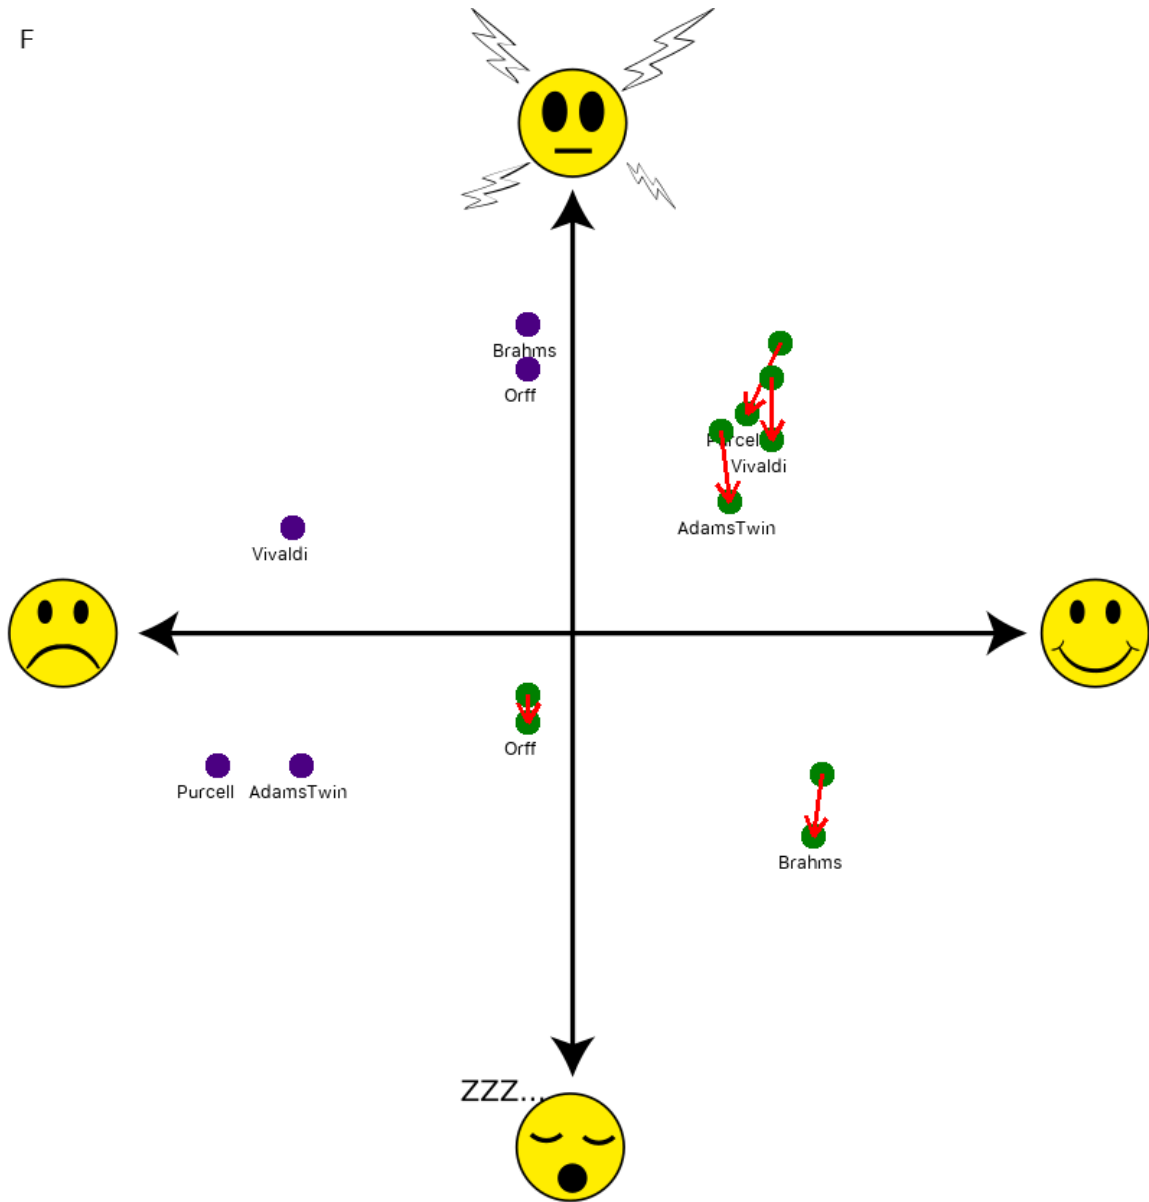 F
Brahms
Orff
Purcell
Vivaldi
AdamsTwin
Vivaldi
Orff
Purcell AdamsTwin
Brahms
ZZZ...